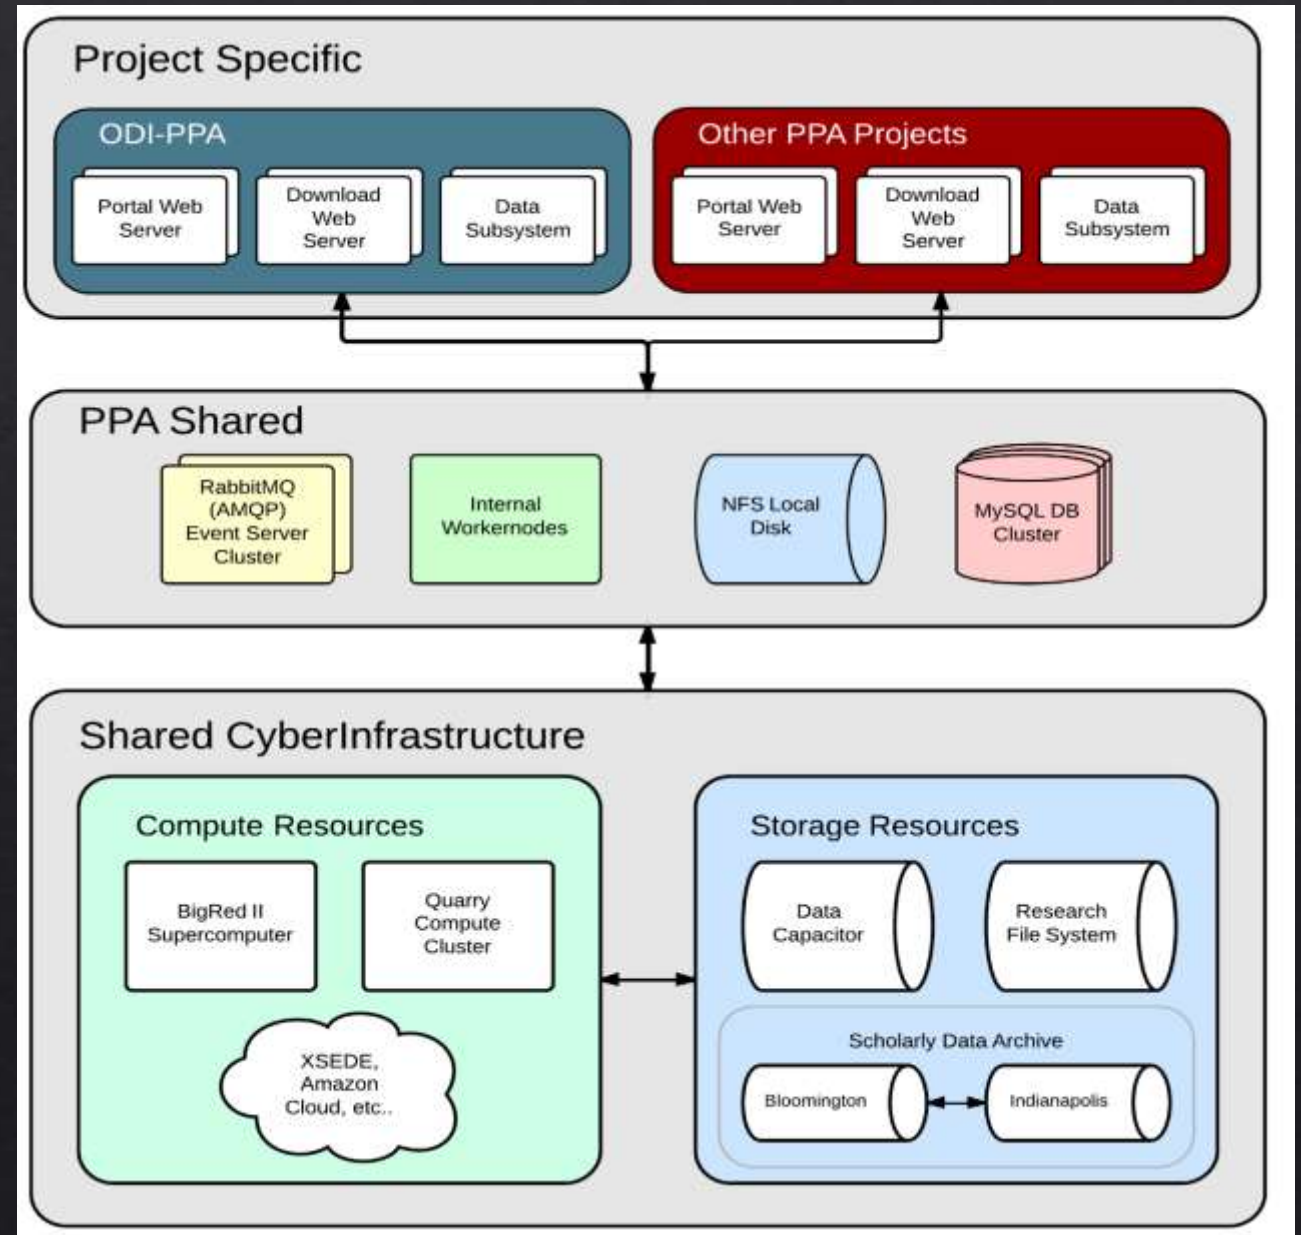 Project Specific
ODI-PPA
Portal Web
Server
Download
Web
Server
Data
Subsystem
Other PPA Projects
Portal Web
Server
Download
Web
Server
Data
Subsystem
PPA Shared
RabbitMQ
(AMQP)
Event Server
Cluster
Internal
Workernodes
NFS Local
Disk
MySQL DB
Cluster
Shared CyberInfrastructure
Compute Resources
BigRed II
Supercomputer
Quarry
Compute
Cluster
XSEDE,
Amazon
Cloud, etc..
Storage Resources
Data
Capacitor
Research
File System
Scholarly Data Archive
Bloomington
Indianapolis